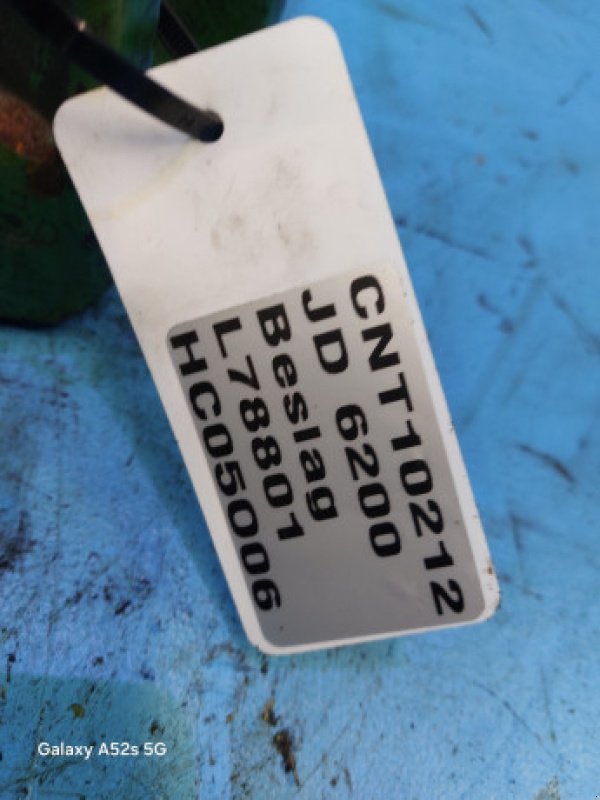 CNT10212
JD 6200
Beslag
L78801
HC05006
Galaxy A52s 5G